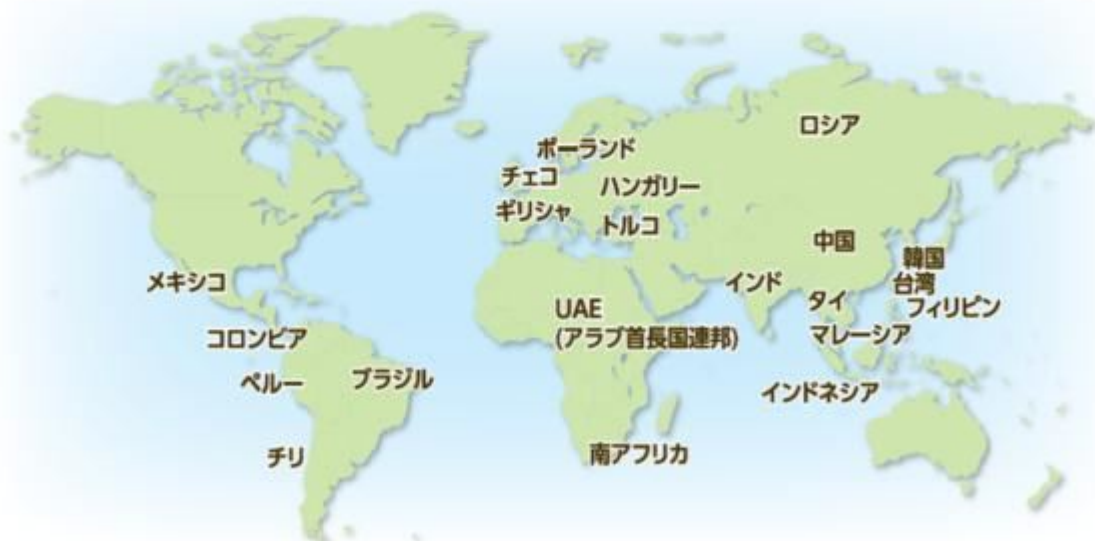 ロシア
ポーランド
チェコ
ハンガリー
ギリシャ
トルコ
中国
韓国
メキシコ
インド
台湾
タイ
フィリピン
UAE
(アラブ首長国連邦)
コロンビア
マレーシア
ペルー
ブラジル
インドネシア
チリ
南アフリカ